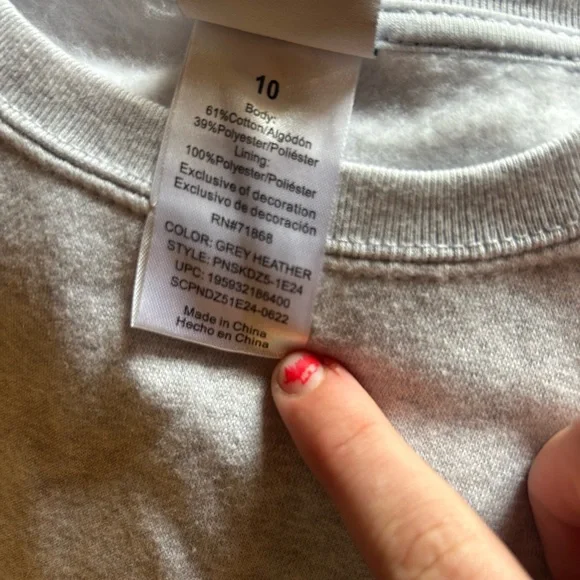 10
Body:
61%Cotton/Algodón
39%Polyester/Poliéster
Lining:
100%Polyester/Poliéster
Exclusive of decoration
Exclusivo de decoración
RN#71868
COLOR: GREY HEATHER
STYLE: PNSKDZ5-1E24
UPC: 195932186400
SCPNDZ51E24-0622
Made in China
Hecho en China